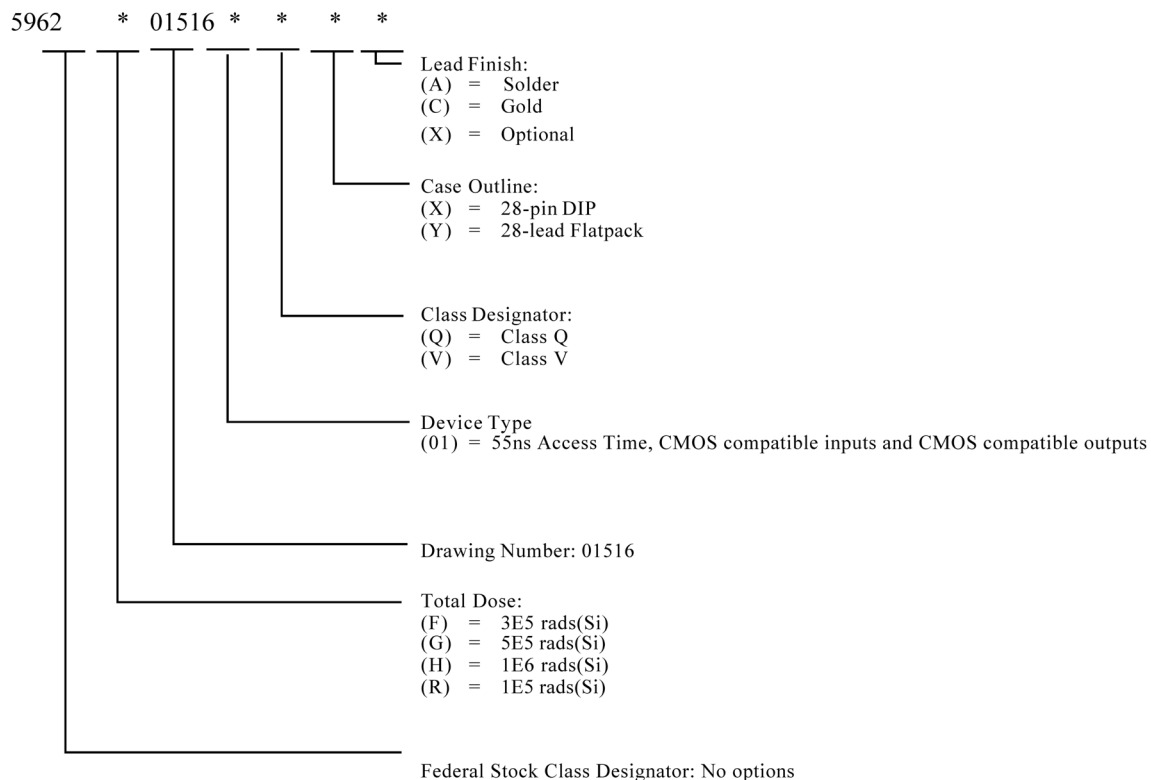 5962 * 01516 * * * *
Lead Finish:
(A) = Solder
(C) = Gold
(X) = Optional
Case Outline:
(X) = 28-pin DIP
(Y) = 28-lead Flatpack
Class Designator:
(Q) = Class Q
(V) = Class V
Device Type
(01) = 55ns Access Time, CMOS compatible inputs and CMOS compatible outputs
Drawing Number: 01516
Total Dose:
(F) = 3E5 rads(Si)
(G) = 5E5 rads(Si)
(H) = 1E6 rads(Si)
(R) = 1E5 rads(Si)
Federal Stock Class Designator: No options